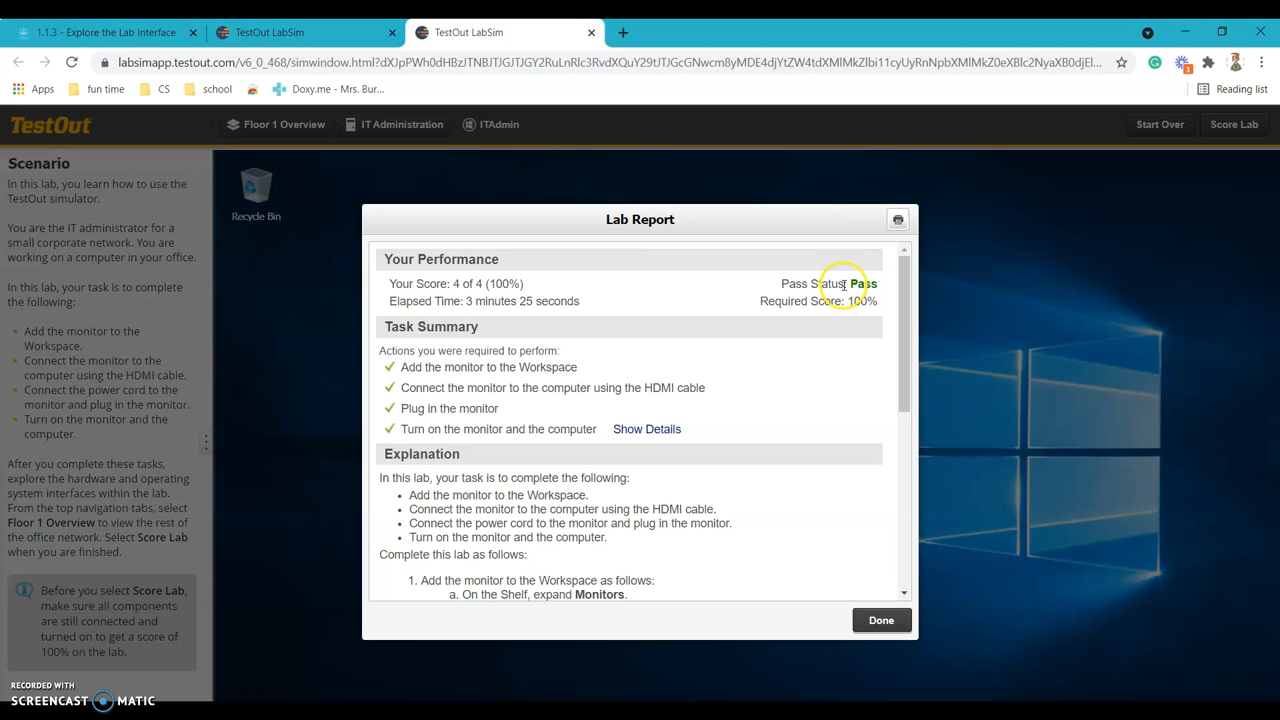 1.1.3 - Explore the Lab Interface
TestOut LabSim
TestOut LabSim
Apps
fun time
CS
school
Doxy.me - Mrs. Bur...
3
Reading list
TestOut
Floor 1 Overview
IT Administration
ITAdmin
Start Over
Score Lab
Scenario
In this lab, you learn how to use the
TestOut simulator.
You are the IT administrator for a
small corporate network. You are
working on a computer in your office.
In this lab, your task is to complete
the following:
Add the monitor to the
Workspace.
Connect the monitor to the
computer using the HDMI cable.
Connect the power cord to the
monitor and plug in the monitor.
Turn on the monitor and the
computer.
After you complete these tasks,
explore the hardware and operating
system interfaces within the lab.
From the top navigation tabs, select
Floor 1 Overview to view the rest of
the office network. Select Score Lab
when you are finished.
Before you select Score Lab,
make sure all components
are still connected and
turned on to get a score of
100% on the lab.
Recycle Bin
Lab Report
Your Performance
Your Score: 4 of 4 (100%)
Pass Status: Pass
Elapsed Time: 3 minutes 25 seconds
Required Score: 100%
Task Summary
Actions you were required to perform:
Add the monitor to the Workspace
Connect the monitor to the computer using the HDMI cable
Plug in the monitor
Turn on the monitor and the computer Show Details
Explanation
In this lab, your task is to complete the following:
• Add the monitor to the Workspace.
• Connect the monitor to the computer using the HDMI cable.
• Connect the power cord to the monitor and plug in the monitor.
• Turn on the monitor and the computer.
Complete this lab as follows:
1. Add the monitor to the Workspace as follows:
a. On the Shelf, expand Monitors.
Done
RECORDED WITH
SCREENCAST MATIC